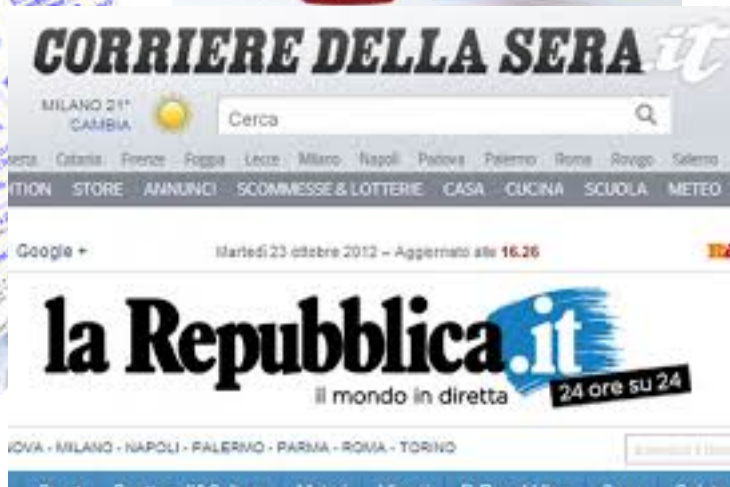 CORRIERE DELLA SERA.it
MILANO 21°
CAMBIA
Cerca
Catania Firenze Foggia Lecce Milano Napoli Padova Palermo Roma Rovigo Salerno
STORE ANNUNCI SCOMMESSE & LOTTERIE CASA CUCINA SCUOLA METEO
Google +
Martedì 23 ottobre 2012 – Aggiornato alle 16.26
la Repubblica.it
il mondo in diretta
24 ore su 24
- MILANO - NAPOLI - PALERMO - PARMA - ROMA - TORINO